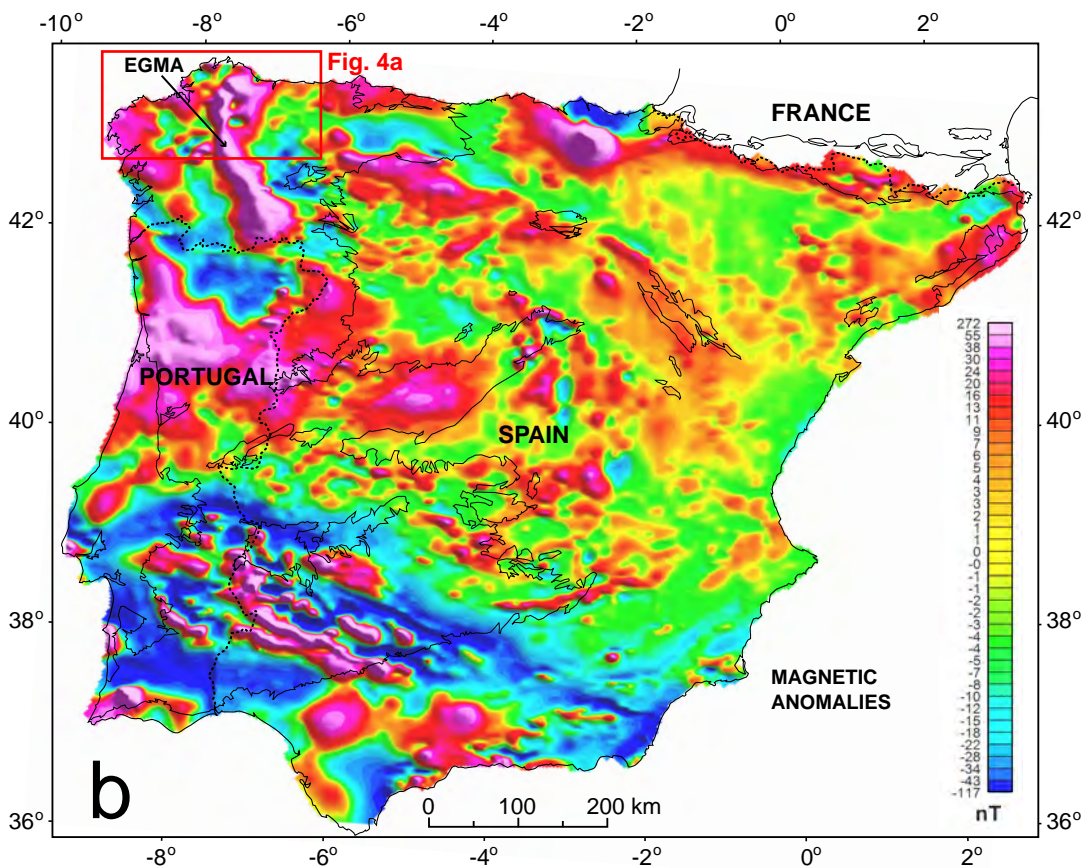 -10 -8º -6º -4º -2º 0º 2º
EGMA
Fig. 4a
FRANCE
42º
42º
272
55
38
30
24
20
16
13
11
9
7
6
5
4
3
2
1
1
0
-0
-1
-2
-2
-3
-4
-5
-7
-8
-10
-12
-15
-18
-22
-28
-34
-43
-117
nT
PORTUGAL
40º
40º
SPAIN
38º
38º
MAGNETIC
ANOMALIES
b
0 100 200 km
36º
36º
-8º -6º -4º -2º 0º 2º